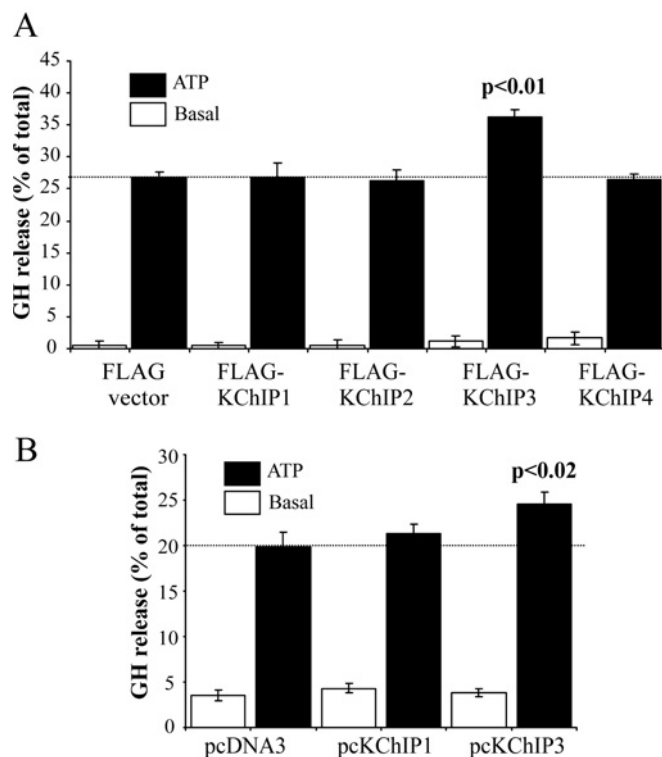 A
GH release (% of total)
45
40
35
30
25
20
15
10
5
0
ATP
Basal
p<0.01
FLAG vector
FLAG-KChIP1
FLAG-KChIP2
FLAG-KChIP3
FLAG-KChIP4
B
GH release (% of total)
30
25
20
15
10
5
0
ATP
Basal
p<0.02
pcDNA3
pcKChIP1
pcKChIP3